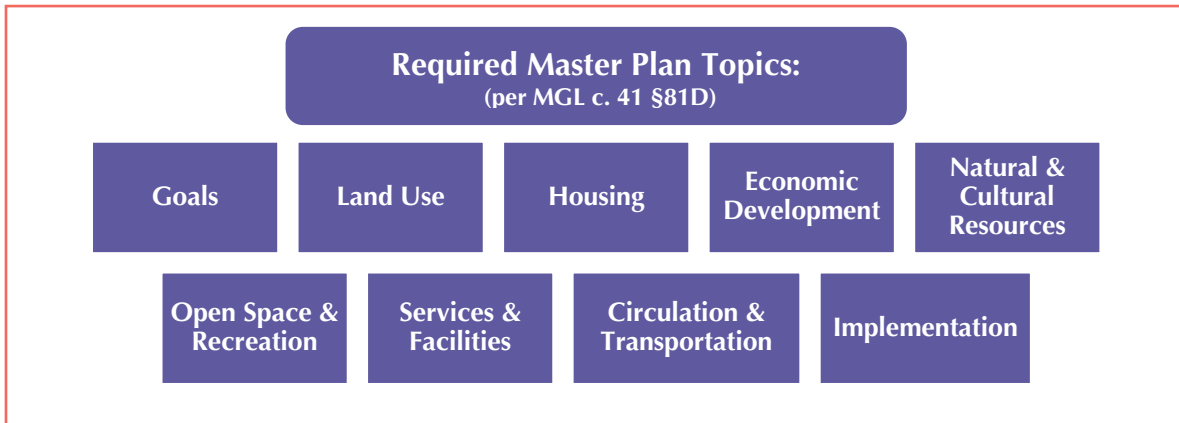 Required Master Plan Topics:
(per MGL c. 41 §81D)
Goals
Land Use
Housing
Economic
Development
Natural &
Cultural
Resources
Open Space &
Recreation
Services &
Facilities
Circulation &
Transportation
Implementation